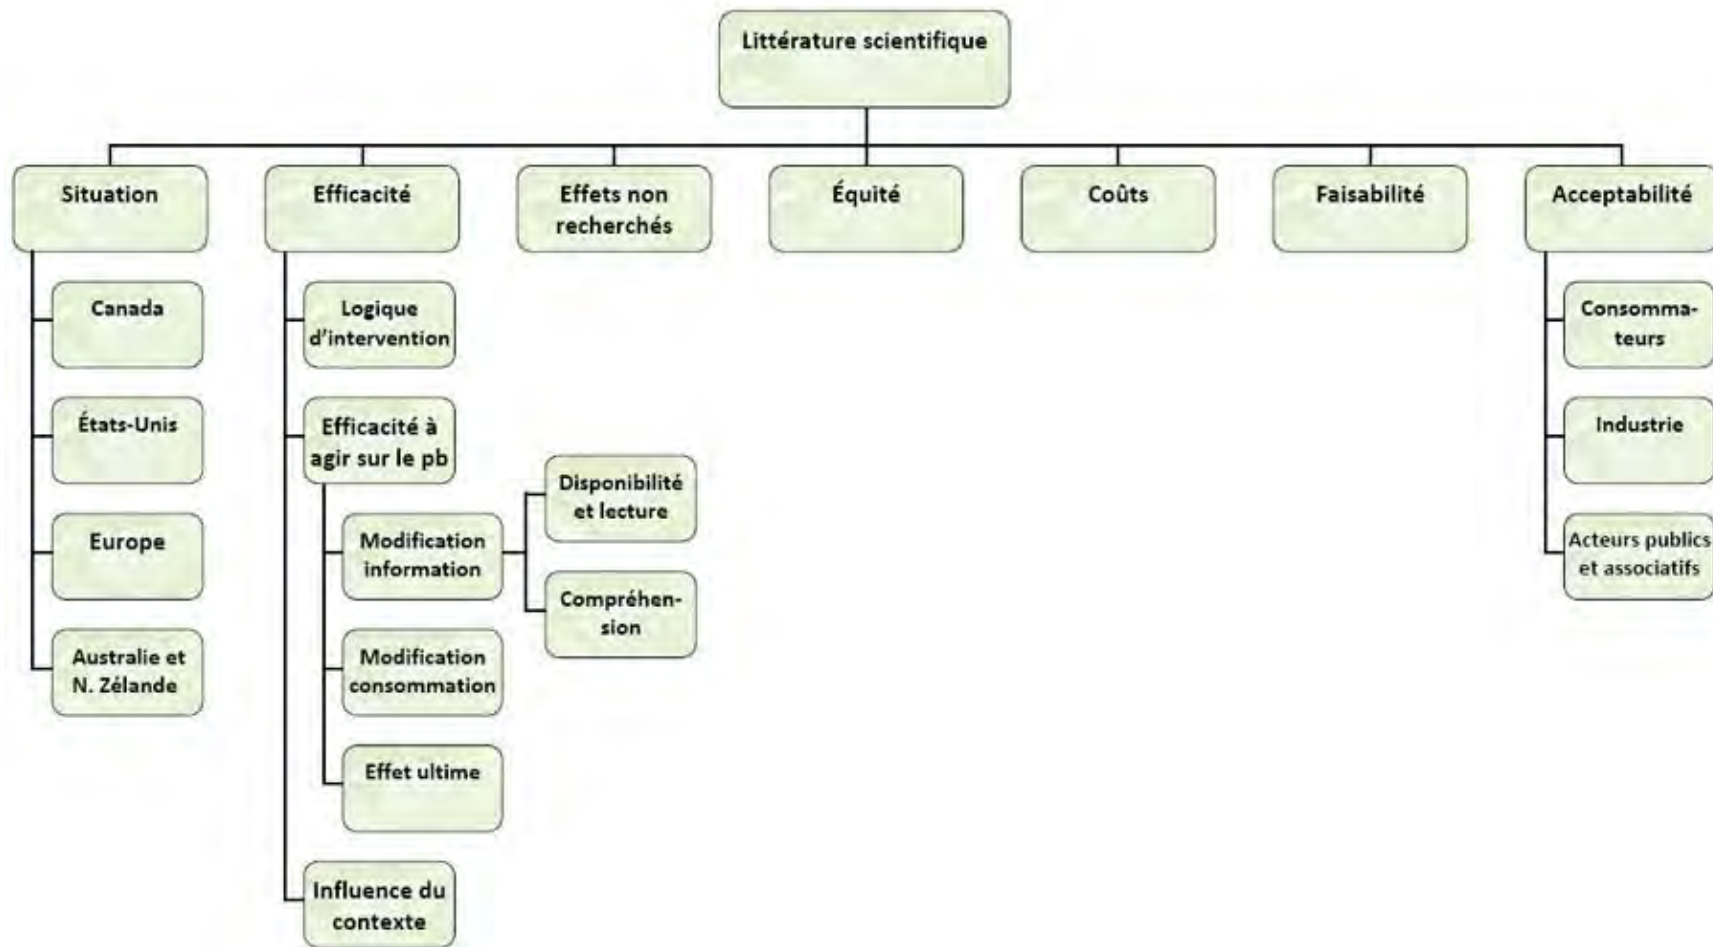 Littérature scientifique
Situation
Efficacité
Effets non
recherchés
Équité
Coûts
Faisabilité
Acceptabilité
Canada
États-Unis
Europe
Australie et
N. Zélande
Logique
d'intervention
Efficacité à
agir sur le pb
Modification
information
Disponibilité
et lecture
Compréhen-
sion
Modification
consommation
Effet ultime
Influence du
contexte
Consomma-
teurs
Industrie
Acteurs publics
et associatifs